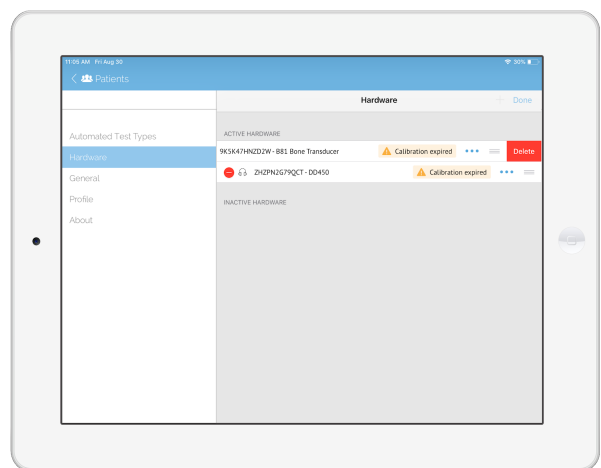 11:05 AM Fri Aug 30
30%
Patients
Hardware
Done
Automated Test Types
Hardware
General
Profile
About
ACTIVE HARDWARE
9K5K47HNZD2W - B81 Bone Transducer Calibration expired Delete
ZHZPN2G79QCT - DD450 Calibration expired
INACTIVE HARDWARE